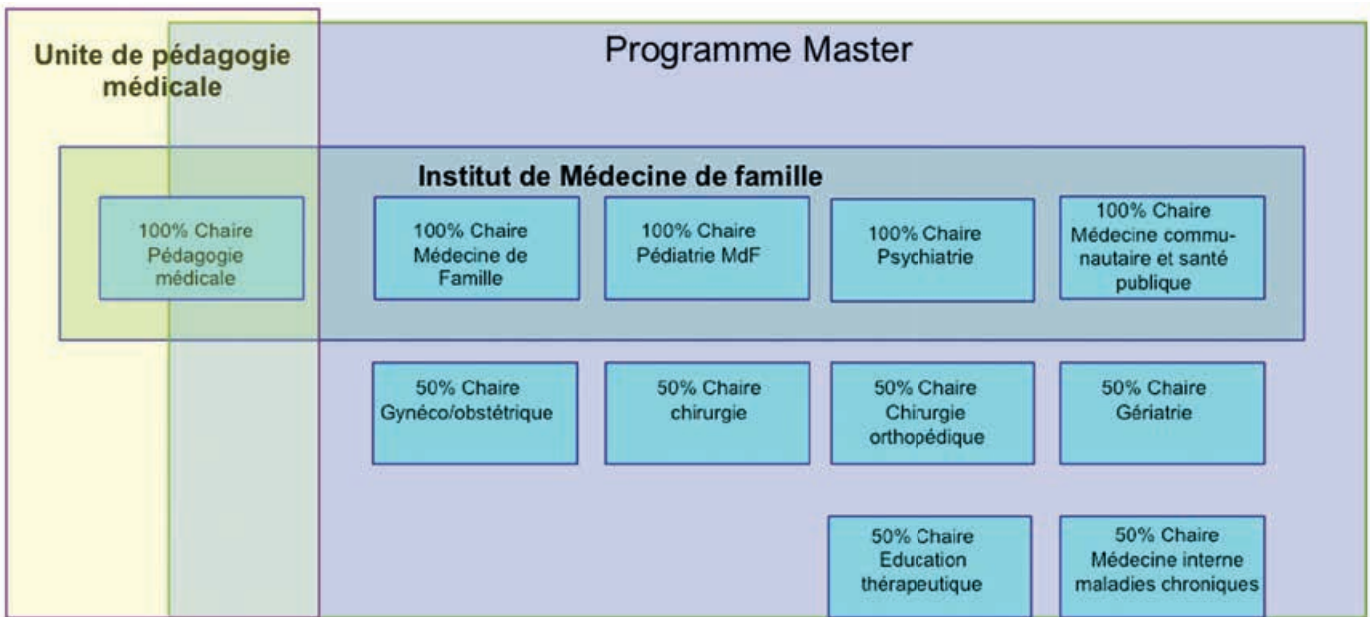 Unite de pédagogie
médicale
Programme Master
Institut de Médecine de famille
100% Chaire
Pédagogie
médicale
100% Chaire
Médecine de
Famille
100% Chaire
Pédiatrie MdF
100% Chaire
Psychiatrie
100% Chaire
Médecine commu-
nautaire et santé
publique
50% Chaire
Gynéco/obstétrique
50% Chaire
chirurgie
50% Chaire
Chirurgie
orthopédique
50% Chaire
Gériatrie
50% Chaire
Education
thérapeutique
50% Chaire
Médecine interne
maladies chroniques